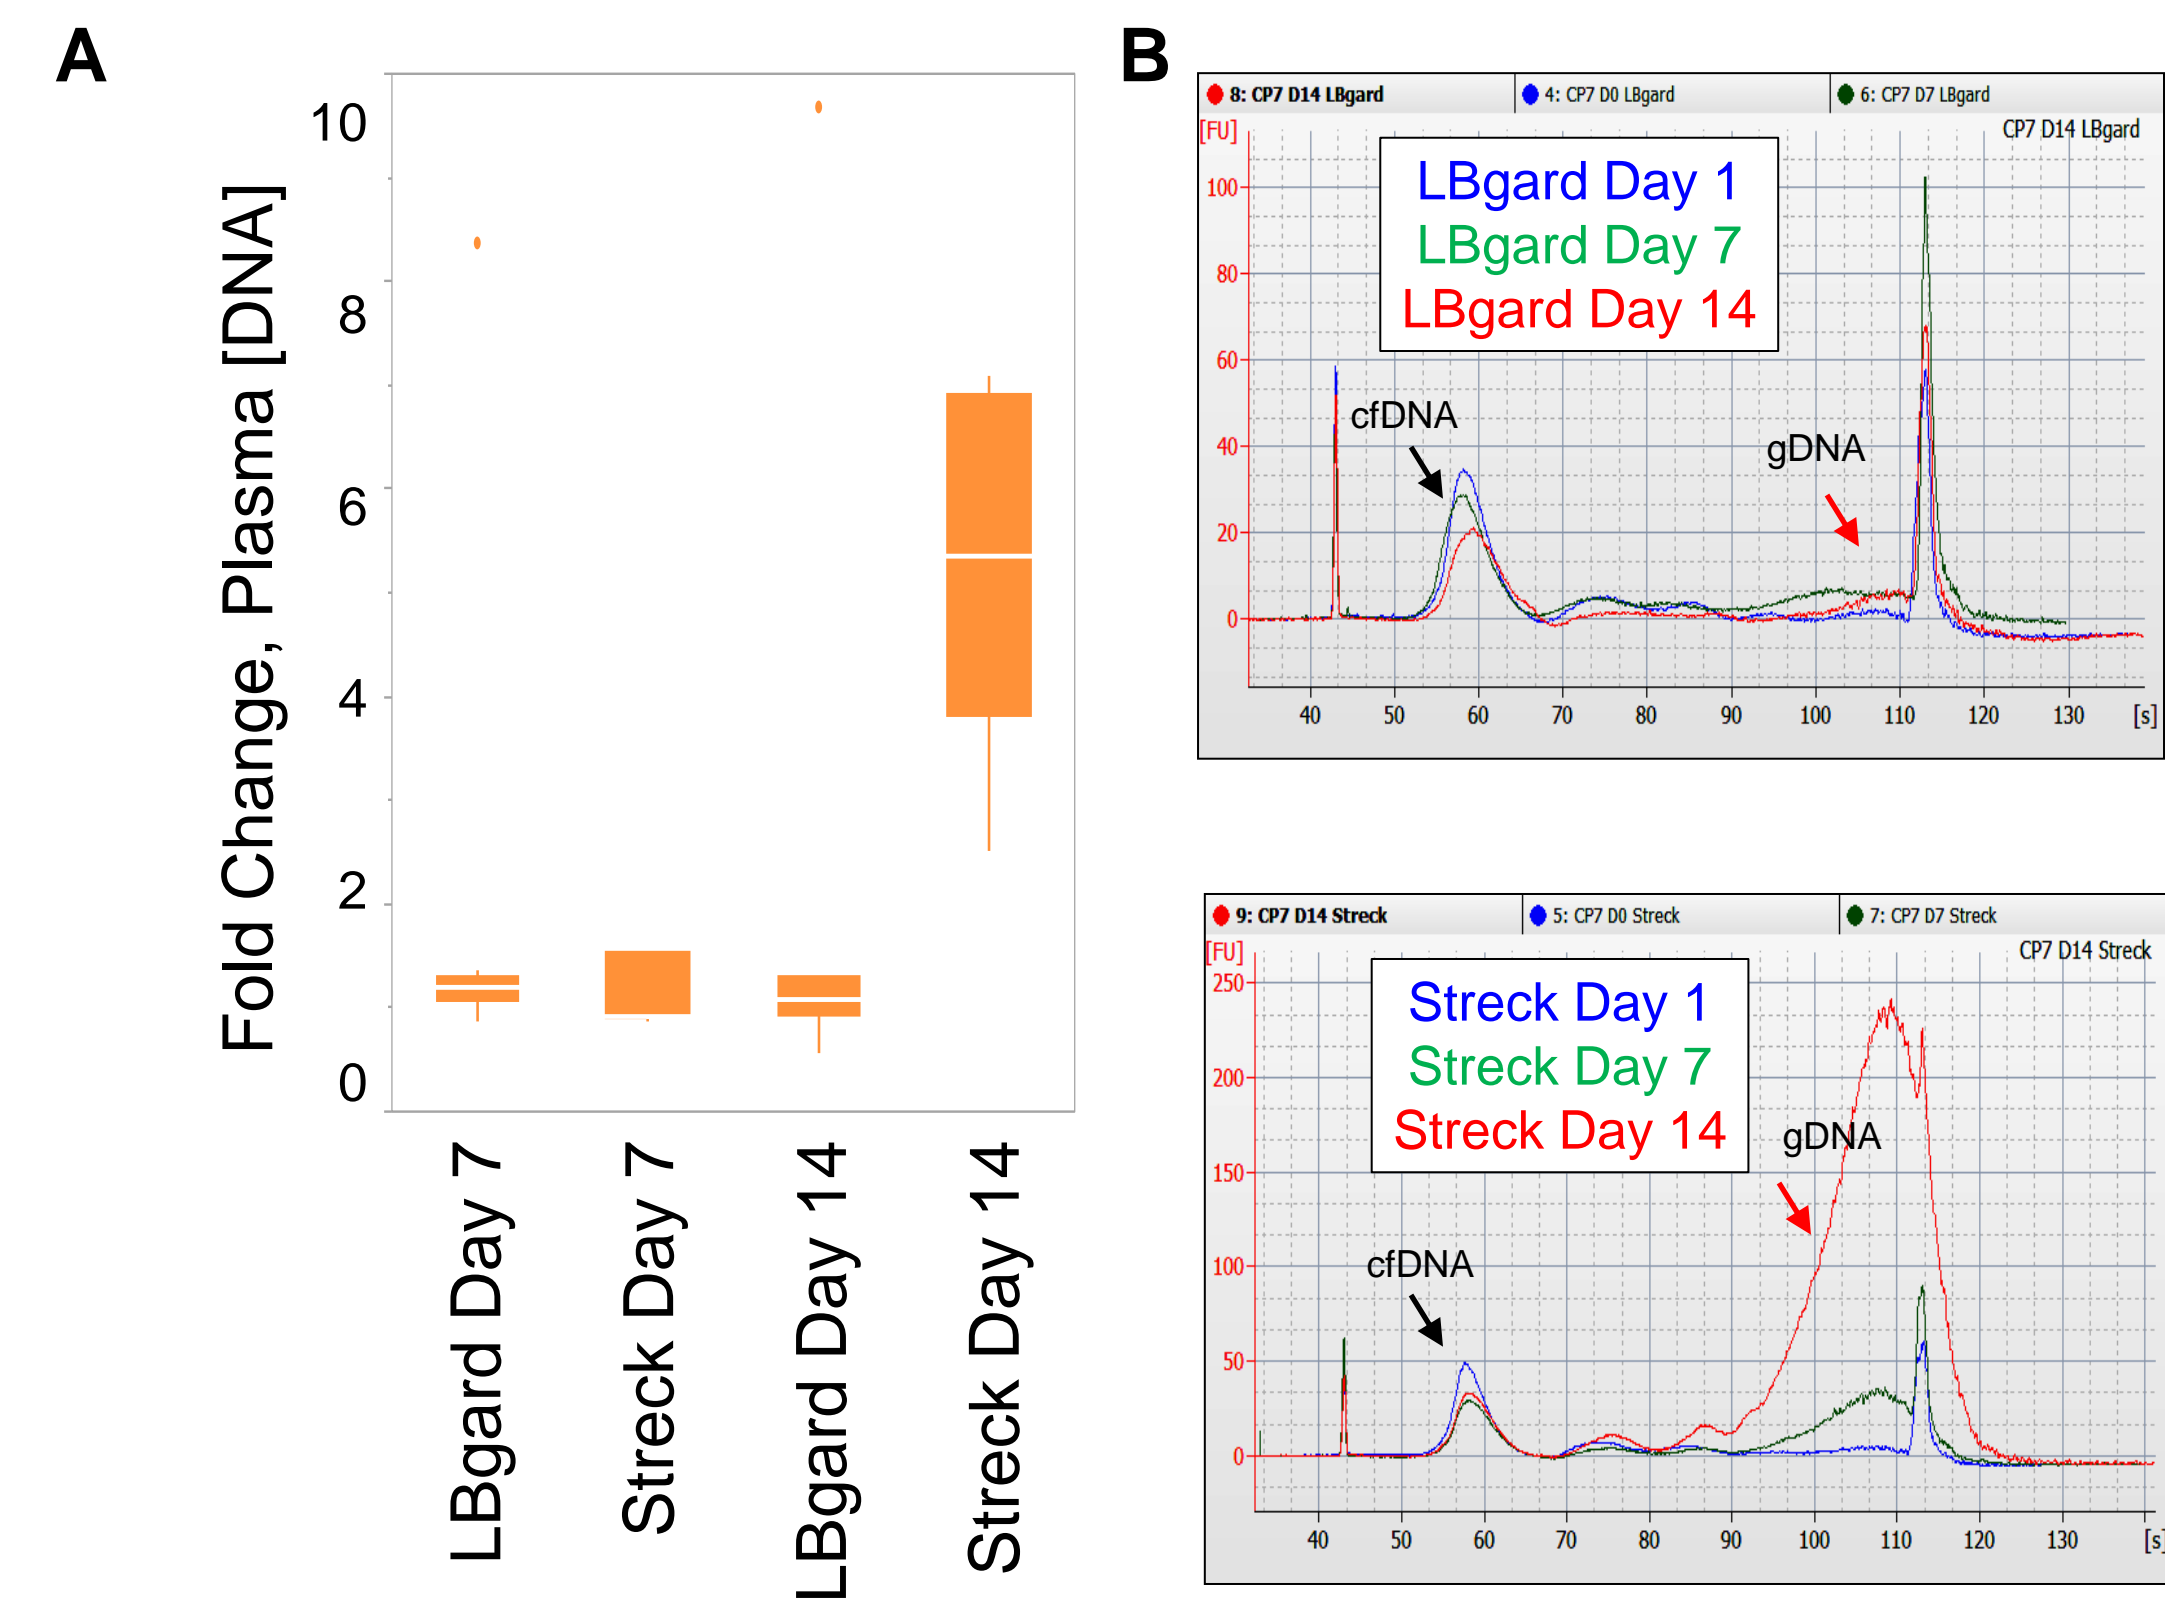 A
Fold Change, Plasma [DNA]
10
8
6
4
2
0
LBgard Day 7
Streck Day 7
LBgard Day 14
Streck Day 14
B
8: CP7 D14 LBgard
4: CP7 D0 LBgard
6: CP7 D7 LBgard
[FU]
CP7 D14 LBgard
LBgard Day 1
LBgard Day 7
LBgard Day 14
100
80
60
40
20
0
cfDNA
gDNA
40 50 60 70 80 90 100 110 120 130 [s]
9: CP7 D14 Streck
5: CP7 D0 Streck
7: CP7 D7 Streck
[FU]
CP7 D14 Streck
Streck Day 1
Streck Day 7
Streck Day 14
250
200
150
100
50
0
gDNA
cfDNA
40 50 60 70 80 90 100 110 120 130 [s]